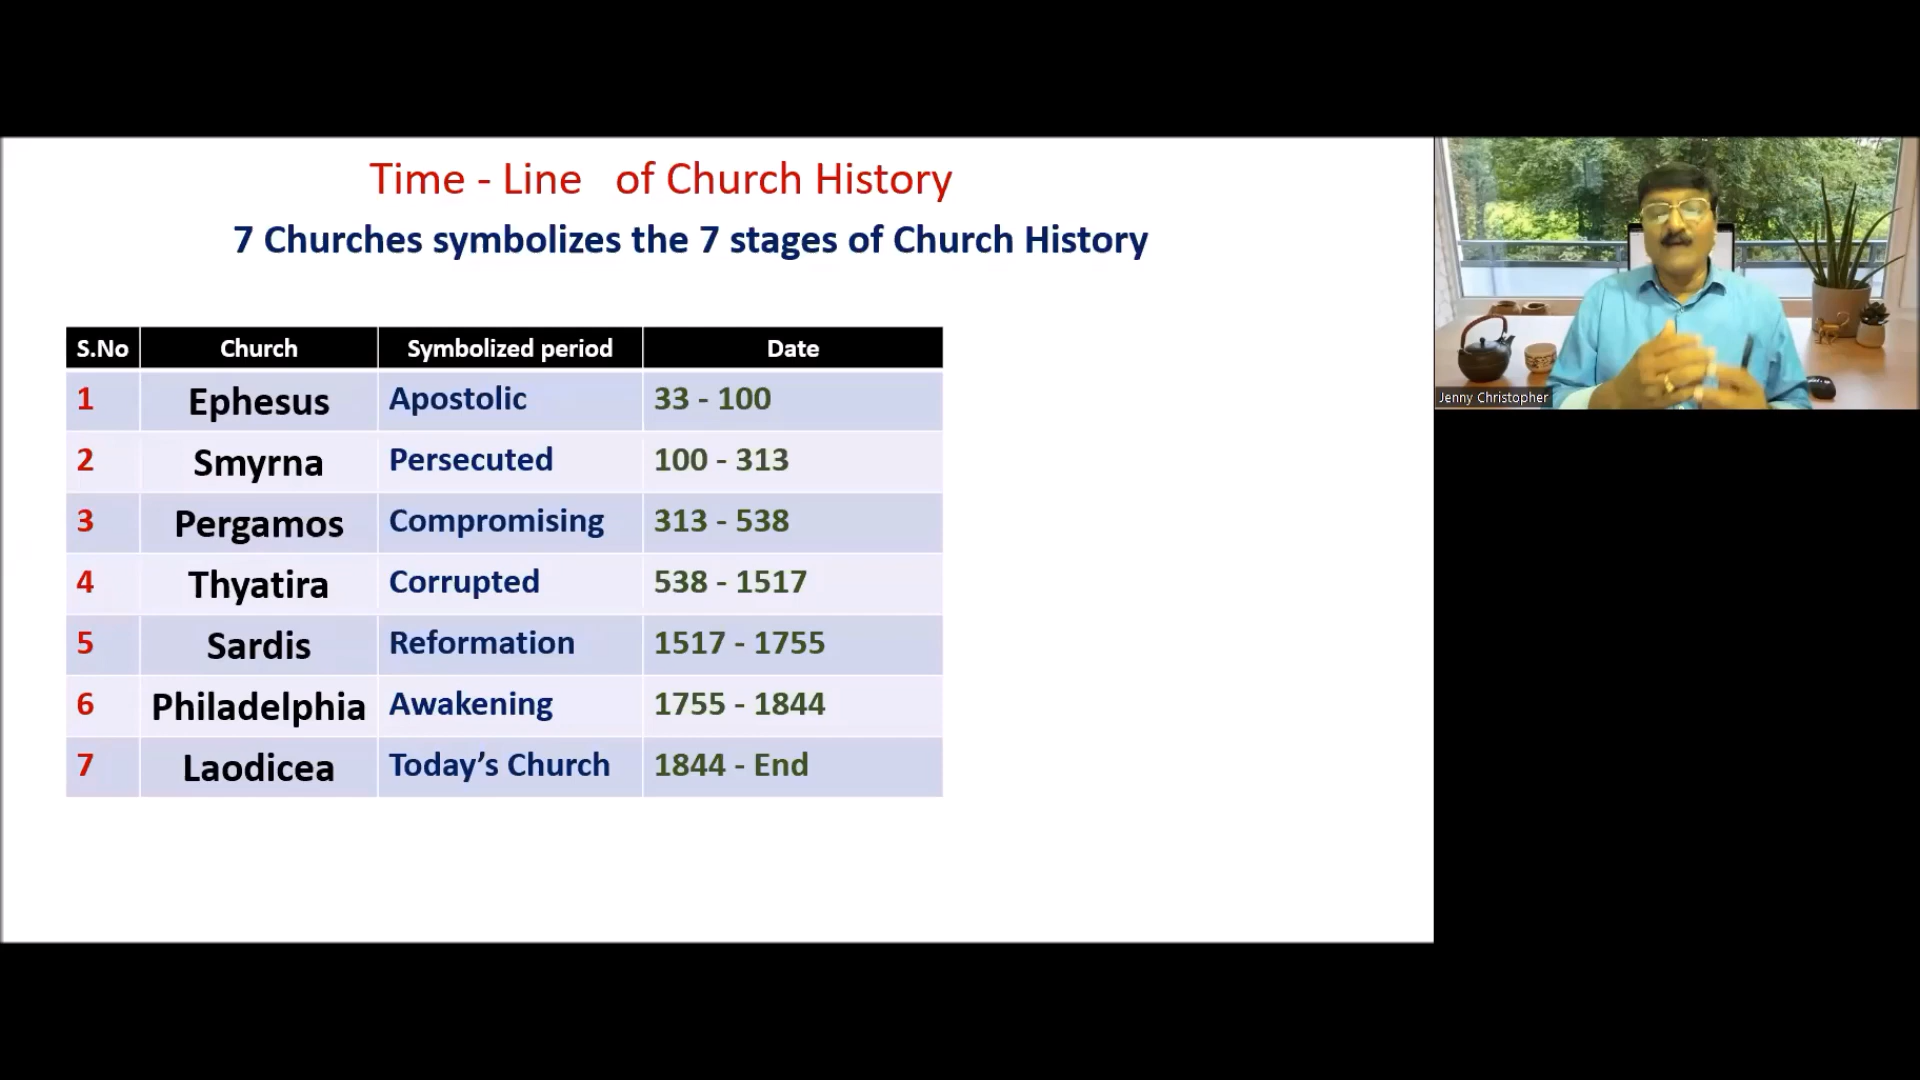 Time - Line of Church History
7 Churches symbolizes the 7 stages of Church History
S.No Church Symbolized period Date
1 Ephesus Apostolic 33 - 100
2 Smyrna Persecuted 100 - 313
3 Pergamos Compromising 313 - 538
4 Thyatira Corrupted 538 - 1517
5 Sardis Reformation 1517 - 1755
6 Philadelphia Awakening 1755 - 1844
7 Laodicea Today’s Church 1844 - End
Jenny Christopher